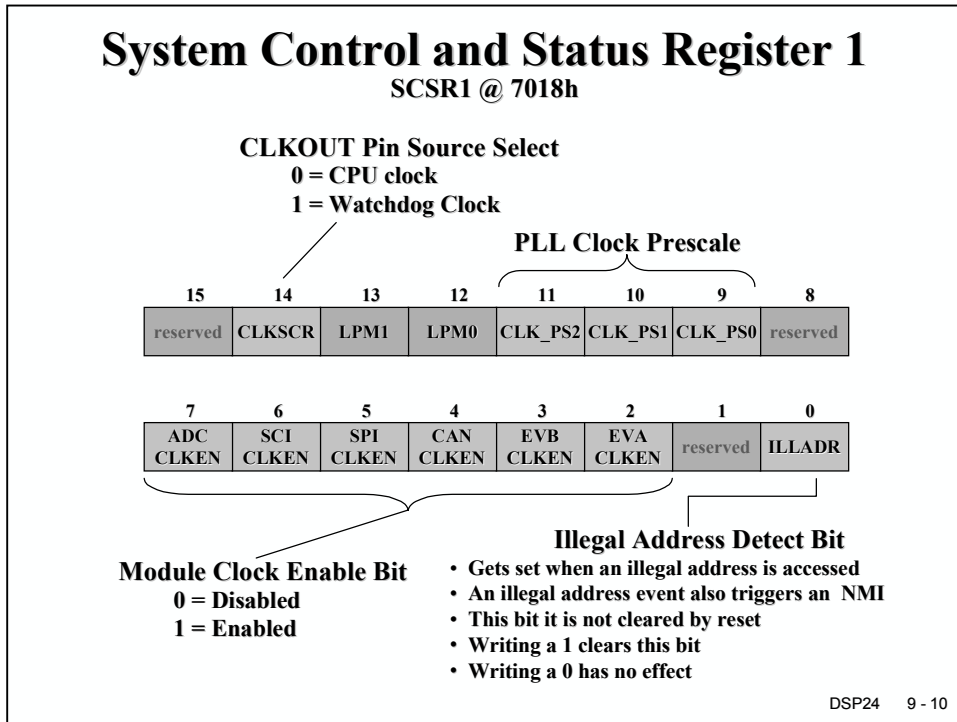 System Control and Status Register 1
SCSR1 @ 7018h
CLKOUT Pin Source Select
0 = CPU clock
1 = Watchdog Clock
PLL Clock Prescale
15 14 13 12 11 10 9 8
reserved CLKSCR LPM1 LPM0 CLK_PS2 CLK_PS1 CLK_PS0 reserved
7 6 5 4 3 2 1 0
ADC SCI SPI CAN EVB EVA
CLKEN CLKEN CLKEN CLKEN CLKEN CLKEN reserved ILLADR
Module Clock Enable Bit
0 = Disabled
1 = Enabled
Illegal Address Detect Bit
• Gets set when an illegal address is accessed
• An illegal address event also triggers an NMI
• This bit it is not cleared by reset
• Writing a 1 clears this bit
• Writing a 0 has no effect
DSP24 9 - 10